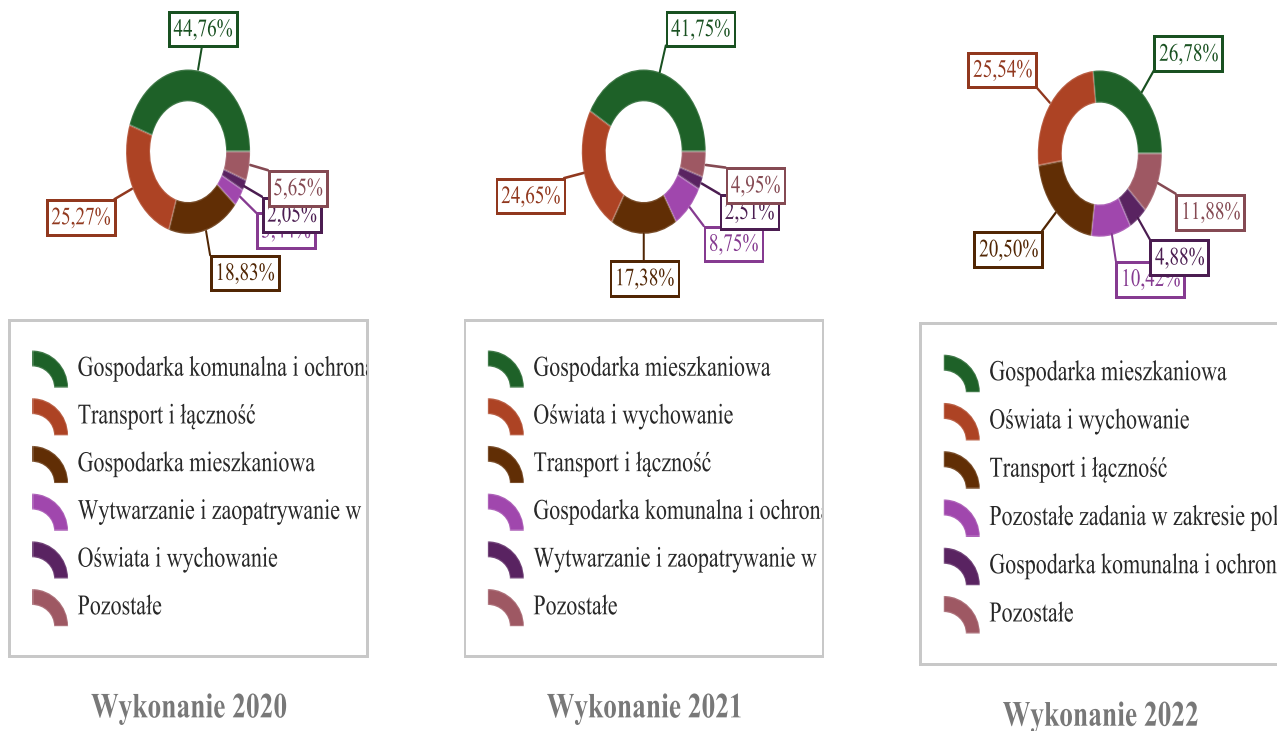 44,76%
5,65%
2,05%
25,27%
18,83%
Gospodarka komunalna i ochrona
Transport i łączność
Gospodarka mieszkaniowa
Wytwarzanie i zaopatrywanie w
Oświata i wychowanie
Pozostałe
Wykonanie 2020
41,75%
4,95%
2,51%
24,65%
8,75%
17,38%
Gospodarka mieszkaniowa
Oświata i wychowanie
Transport i łączność
Gospodarka komunalna i ochrona
Wytwarzanie i zaopatrywanie w
Pozostałe
Wykonanie 2021
26,78%
25,54%
11,88%
20,50%
4,88%
10,42%
Gospodarka mieszkaniowa
Oświata i wychowanie
Transport i łączność
Pozostałe zadania w zakresie pol
Gospodarka komunalna i ochron
Pozostałe
Wykonanie 2022